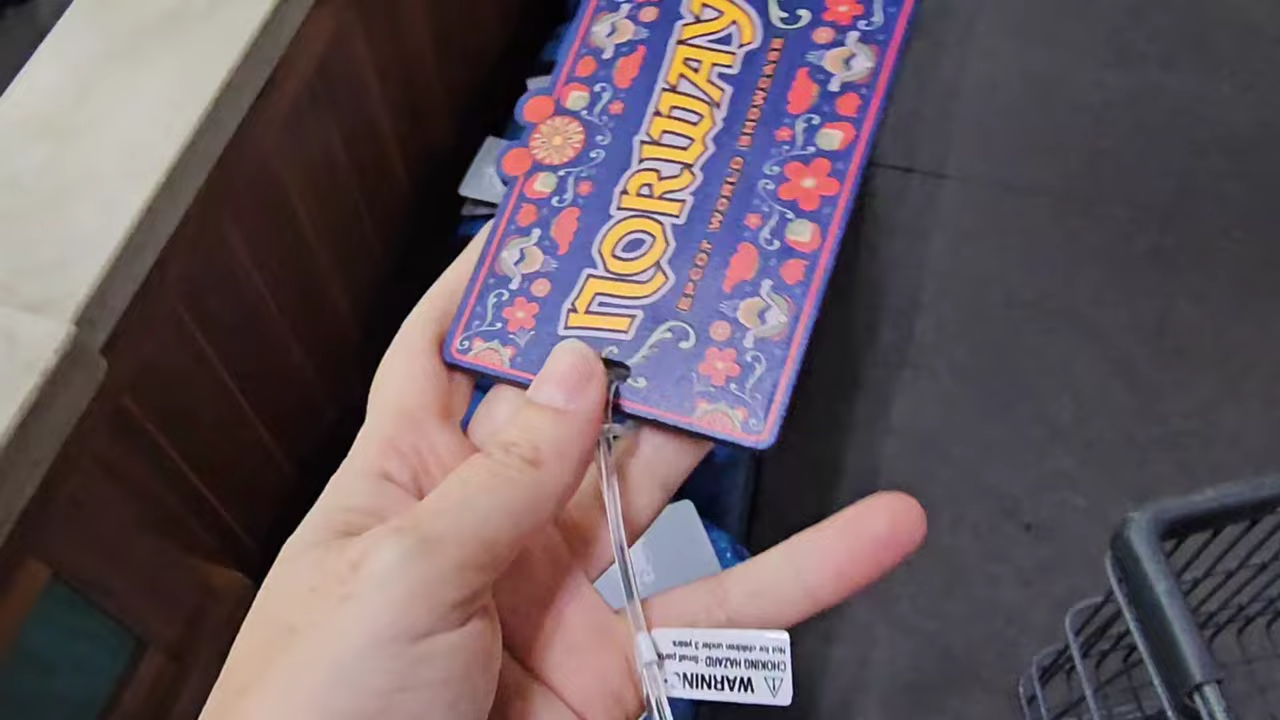 NORWAY
EPCOT WORLD SHOWCASE
WARNING:
CHOKING HAZARD - Small parts
Not for children under 3 years